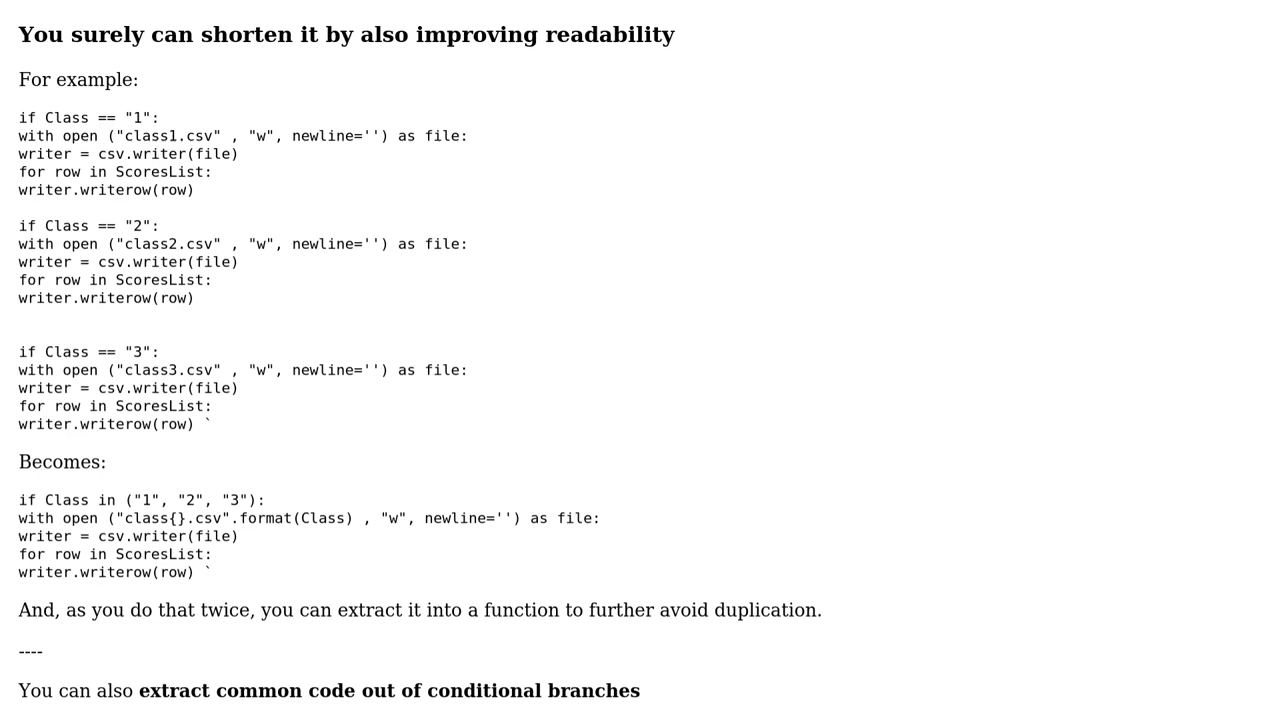 You surely can shorten it by also improving readability
For example:
if Class == "1":
with open ("class1.csv" , "w", newline='') as file:
writer = csv.writer(file)
for row in ScoresList:
writer.writerow(row)
if Class == "2":
with open ("class2.csv" , "w", newline='') as file:
writer = csv.writer(file)
for row in ScoresList:
writer.writerow(row)
if Class == "3":
with open ("class3.csv" , "w", newline='') as file:
writer = csv.writer(file)
for row in ScoresList:
writer.writerow(row) `
Becomes:
if Class in ("1", "2", "3"):
with open ("class{}.csv".format(Class) , "w", newline='') as file:
writer = csv.writer(file)
for row in ScoresList:
writer.writerow(row) `
And, as you do that twice, you can extract it into a function to further avoid duplication.
----
You can also extract common code out of conditional branches